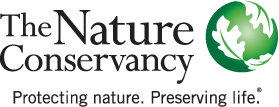 The Nature
Conservancy
Protecting nature. Preserving life.®